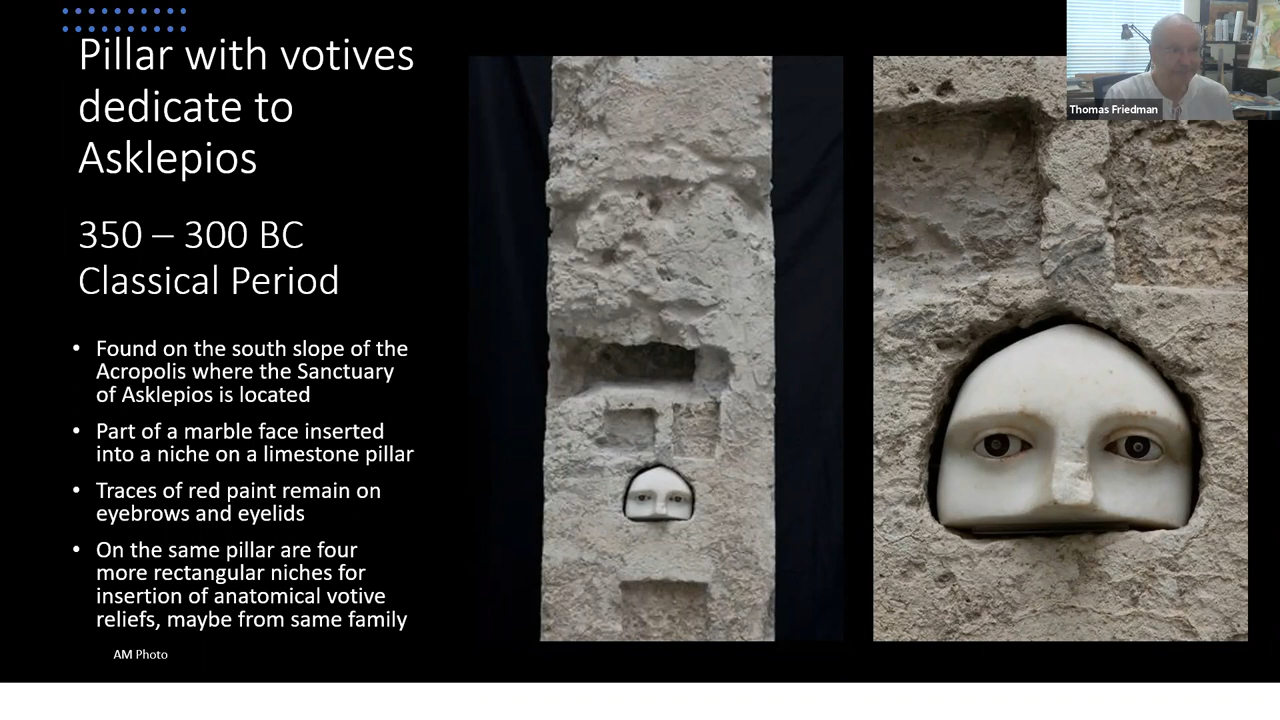 Pillar with votives
dedicate to
Asklepios
350 – 300 BC
Classical Period
• Found on the south slope of the
Acropolis where the Sanctuary
of Asklepios is located
• Part of a marble face inserted
into a niche on a limestone pillar
• Traces of red paint remain on
eyebrows and eyelids
• On the same pillar are four
more rectangular niches for
insertion of anatomical votive
reliefs, maybe from same family
AM Photo
Thomas Friedman